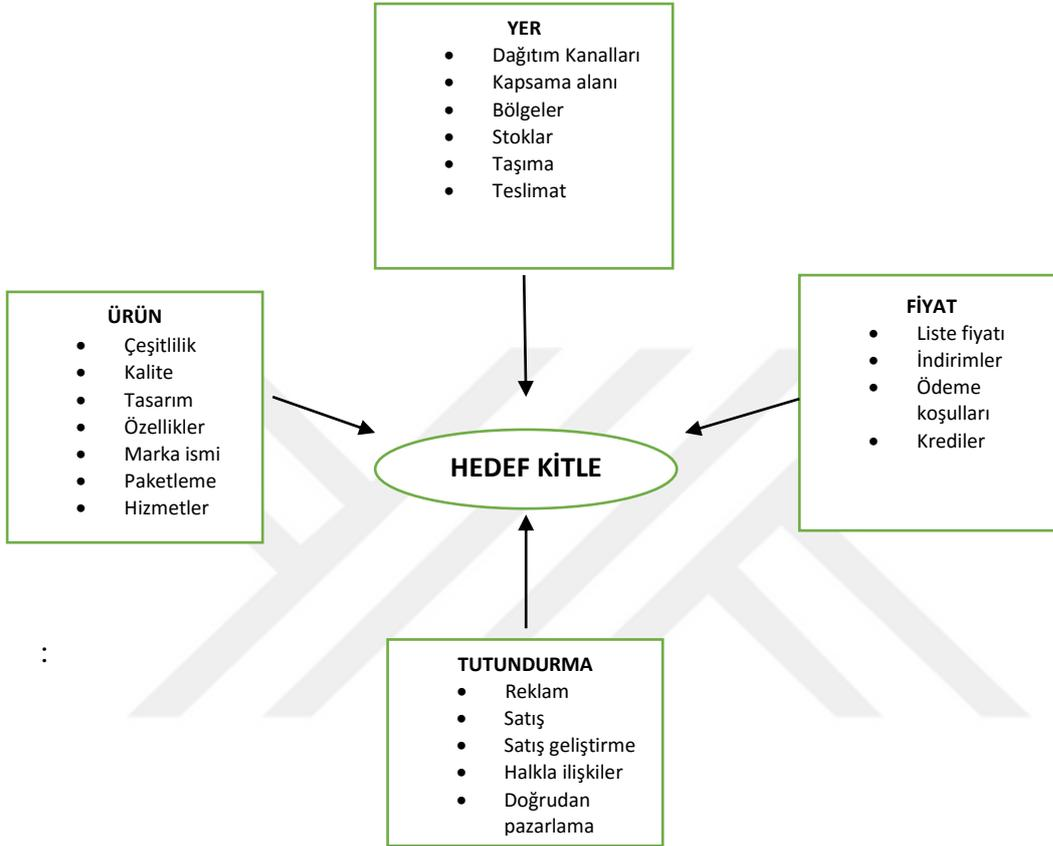 YER
• Dağıtım Kanalları
• Kapsama alanı
• Bölgeler
• Stoklar
• Taşıma
• Teslimat
ÜRÜN
• Çeşitlilik
• Kalite
• Tasarım
• Özellikler
• Marka ismi
• Paketleme
• Hizmetler
FİYAT
• Liste fiyatı
• İndirimler
• Ödeme
koşulları
• Krediler
HEDEF KİTLE
:
TUTUNDURMA
• Reklam
• Satış
• Satış geliştirme
• Halkla ilişkiler
• Doğrudan
pazarlama